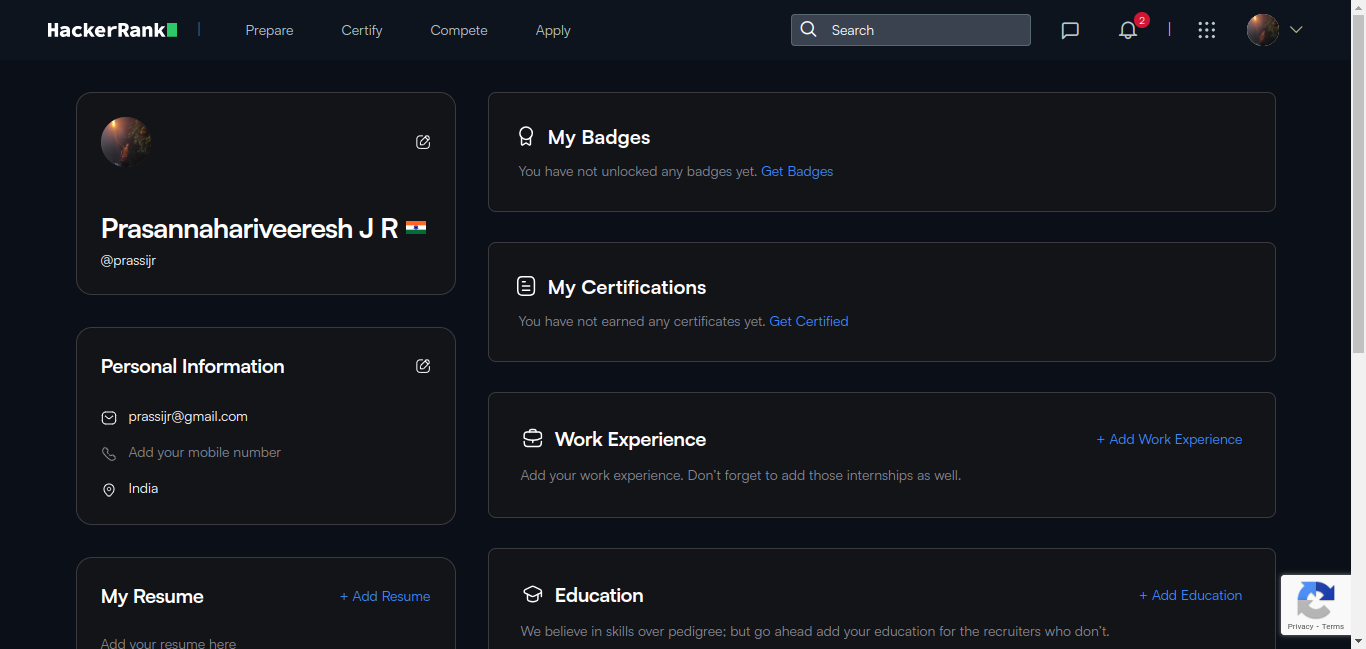 HackerRank
Prepare
Certify
Compete
Apply
Search
2
Prasannahariveeresh J R
@prassijr
Personal Information
prassijr@gmail.com
Add your mobile number
India
My Resume
+ Add Resume
Add your resume here
My Badges
You have not unlocked any badges yet. Get Badges
My Certifications
You have not earned any certificates yet. Get Certified
Work Experience
+ Add Work Experience
Add your work experience. Don't forget to add those internships as well.
Education
+ Add Education
We believe in skills over pedigree; but go ahead add your education for the recruiters who don't.
Privacy - Terms